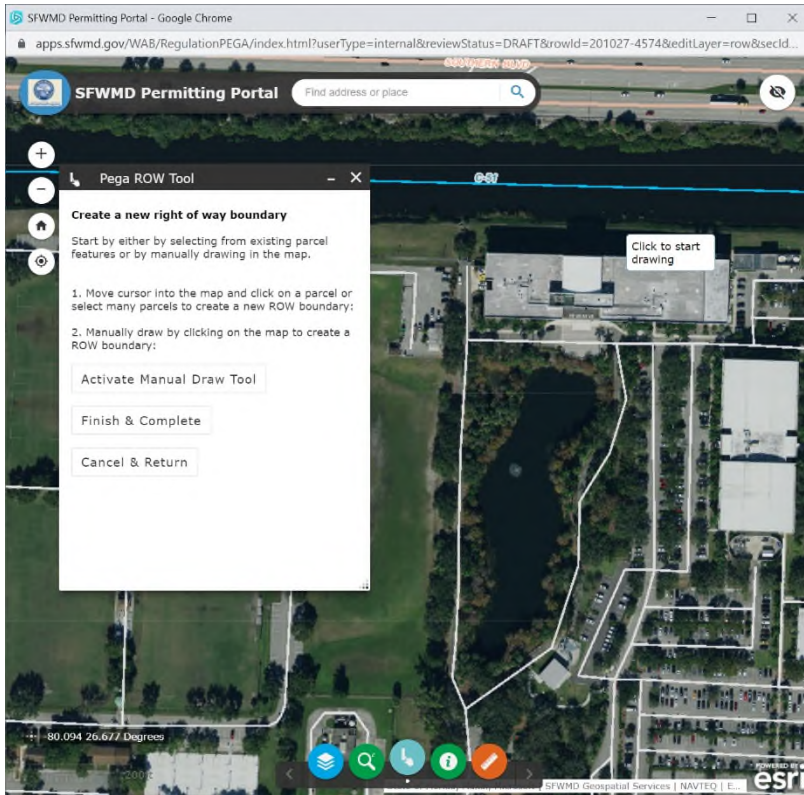 SFWMD Permitting Portal - Google Chrome
apps.sfwmd.gov/WAB/RegulationPEGA/index.html?userType=internal&reviewStatus=DRAFT&rowId=201027-4574&editLayer=row&secId...
SOUTHERN BLVD
SFWMD Permitting Portal
Find address or place
+
Pega ROW Tool
C-51
−
Create a new right of way boundary
Start by either by selecting from existing parcel
features or by manually drawing in the map.
Click to start
drawing
1. Move cursor into the map and click on a parcel or
select many parcels to create a new ROW boundary:
2. Manually draw by clicking on the map to create a
ROW boundary:
Activate Manual Draw Tool
Finish & Complete
Cancel & Return
80.094 26.677 Degrees
200ft
SFWMD Geospatial Services | NAVTEQ | E...
POWERED BY
esri